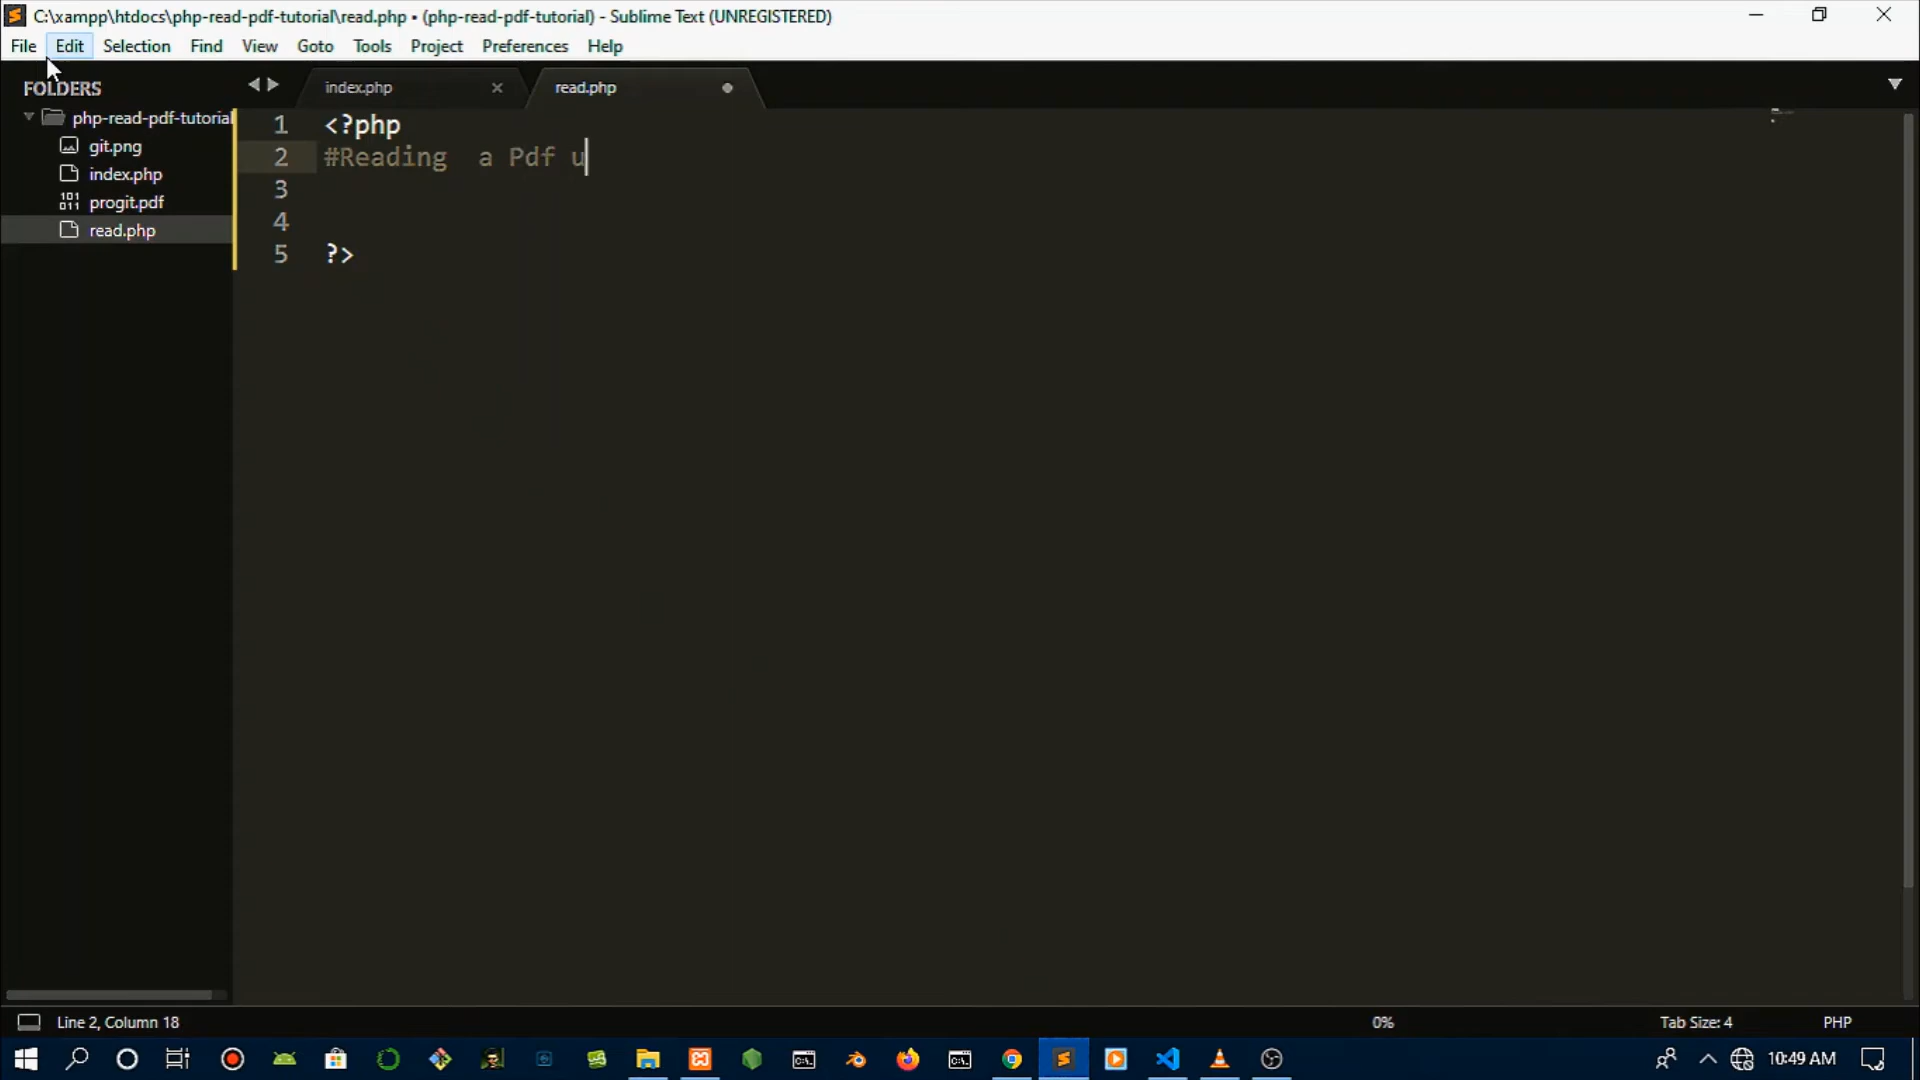 C:\xampp\htdocs\php-read-pdf-tutorial\read.php • (php-read-pdf-tutorial) - Sublime Text (UNREGISTERED)
File Edit Selection Find View Goto Tools Project Preferences Help
FOLDERS
php-read-pdf-tutorial
git.png
index.php
progit.pdf
read.php
index.php read.php
1 <?php
2 #Reading  a Pdf u
3
4
5 ?>
Line 2, Column 18 0% Tab Size: 4 PHP
10:49 AM